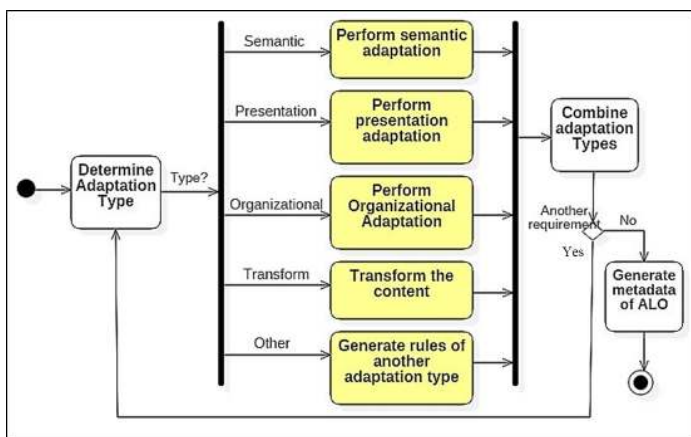 Semantic
Perform semantic
adaptation
Presentation
Perform
presentation
adaptation
Combine
adaptation
Types
Determine
Adaptation
Type
Type?
Organizational
Perform
Organizational
Adaptation
Another
requirement
No
Yes
Transform
Transform the
content
Generate
metadata
of ALO
Other
Generate rules of
another
adaptation type